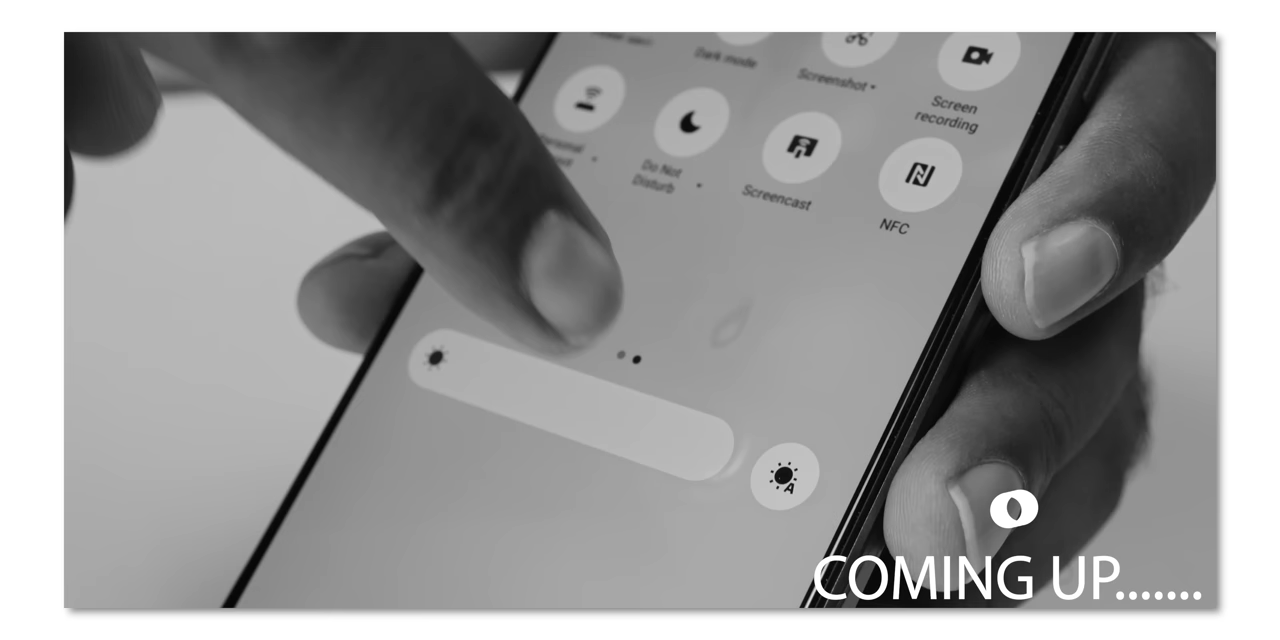 Dark mode
Screenshot
Screen
recording
Do Not
Disturb
Screencast
NFC
A
COMING UP.......